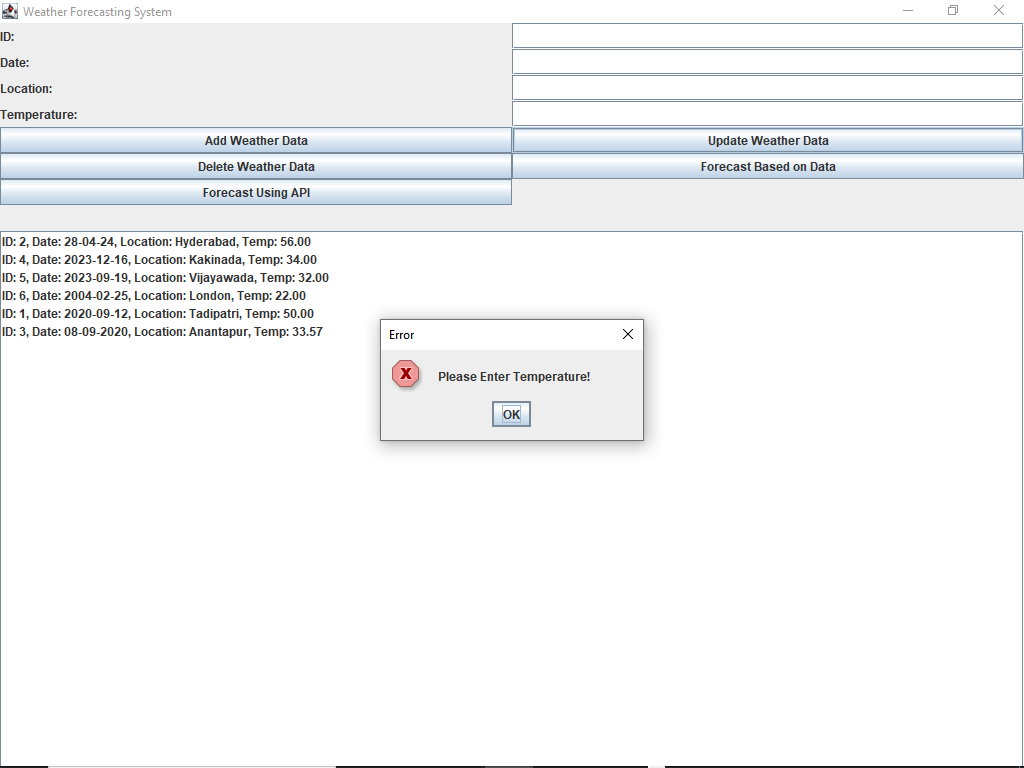 Weather Forecasting System
ID:
Date:
Location:
Temperature:
Add Weather Data
Update Weather Data
Delete Weather Data
Forecast Based on Data
Forecast Using API
ID: 2, Date: 28-04-24, Location: Hyderabad, Temp: 56.00
ID: 4, Date: 2023-12-16, Location: Kakinada, Temp: 34.00
ID: 5, Date: 2023-09-19, Location: Vijayawada, Temp: 32.00
ID: 6, Date: 2004-02-25, Location: London, Temp: 22.00
ID: 1, Date: 2020-09-12, Location: Tadipatri, Temp: 50.00
ID: 3, Date: 08-09-2020, Location: Anantapur, Temp: 33.57
Error
X
Please Enter Temperature!
OK